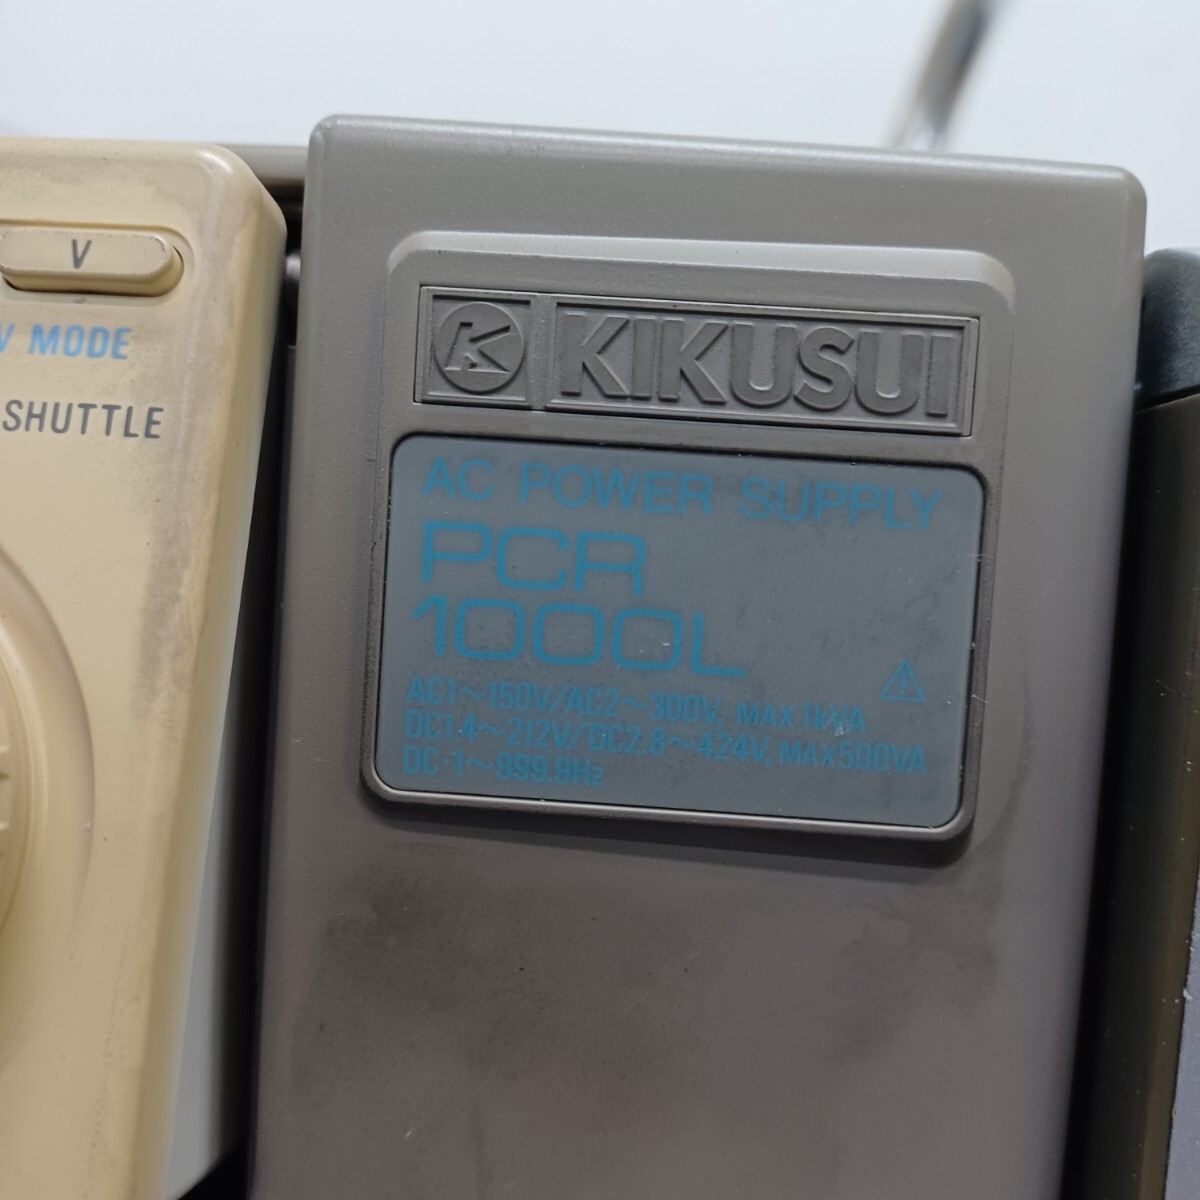 V
V MODE
SHUTTLE
K KIKUSUI
AC POWER SUPPLY
PCR
1000L
AC1～150V/AC2～300V, MAX 1kVA
DC1.4～212V/DC2.8～424V, MAX500VA
DC·1～999.9Hz